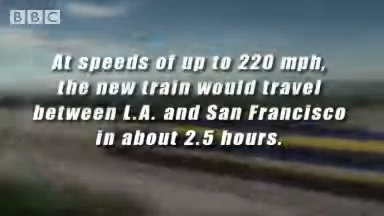 BBC
At speeds of up to 220 mph,
the new train would travel
between L.A. and San Francisco
in about 2.5 hours.